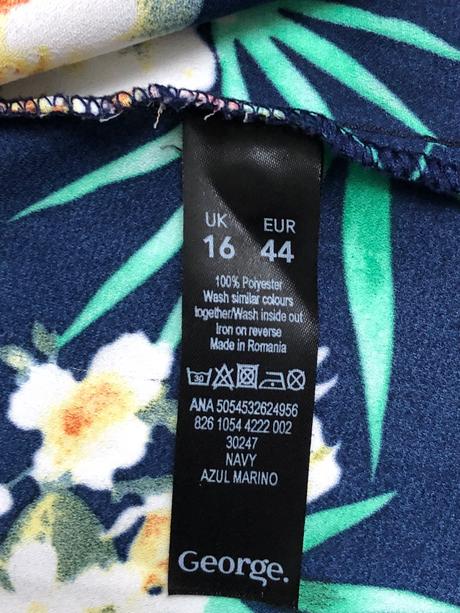 UK EUR
16 44
100% Polyester
Wash similar colours
together/Wash inside out
Iron on reverse
Made in Romania
30
ANA 5054532624956
826 1054 4222 002
30247
NAVY
AZUL MARINO
George.